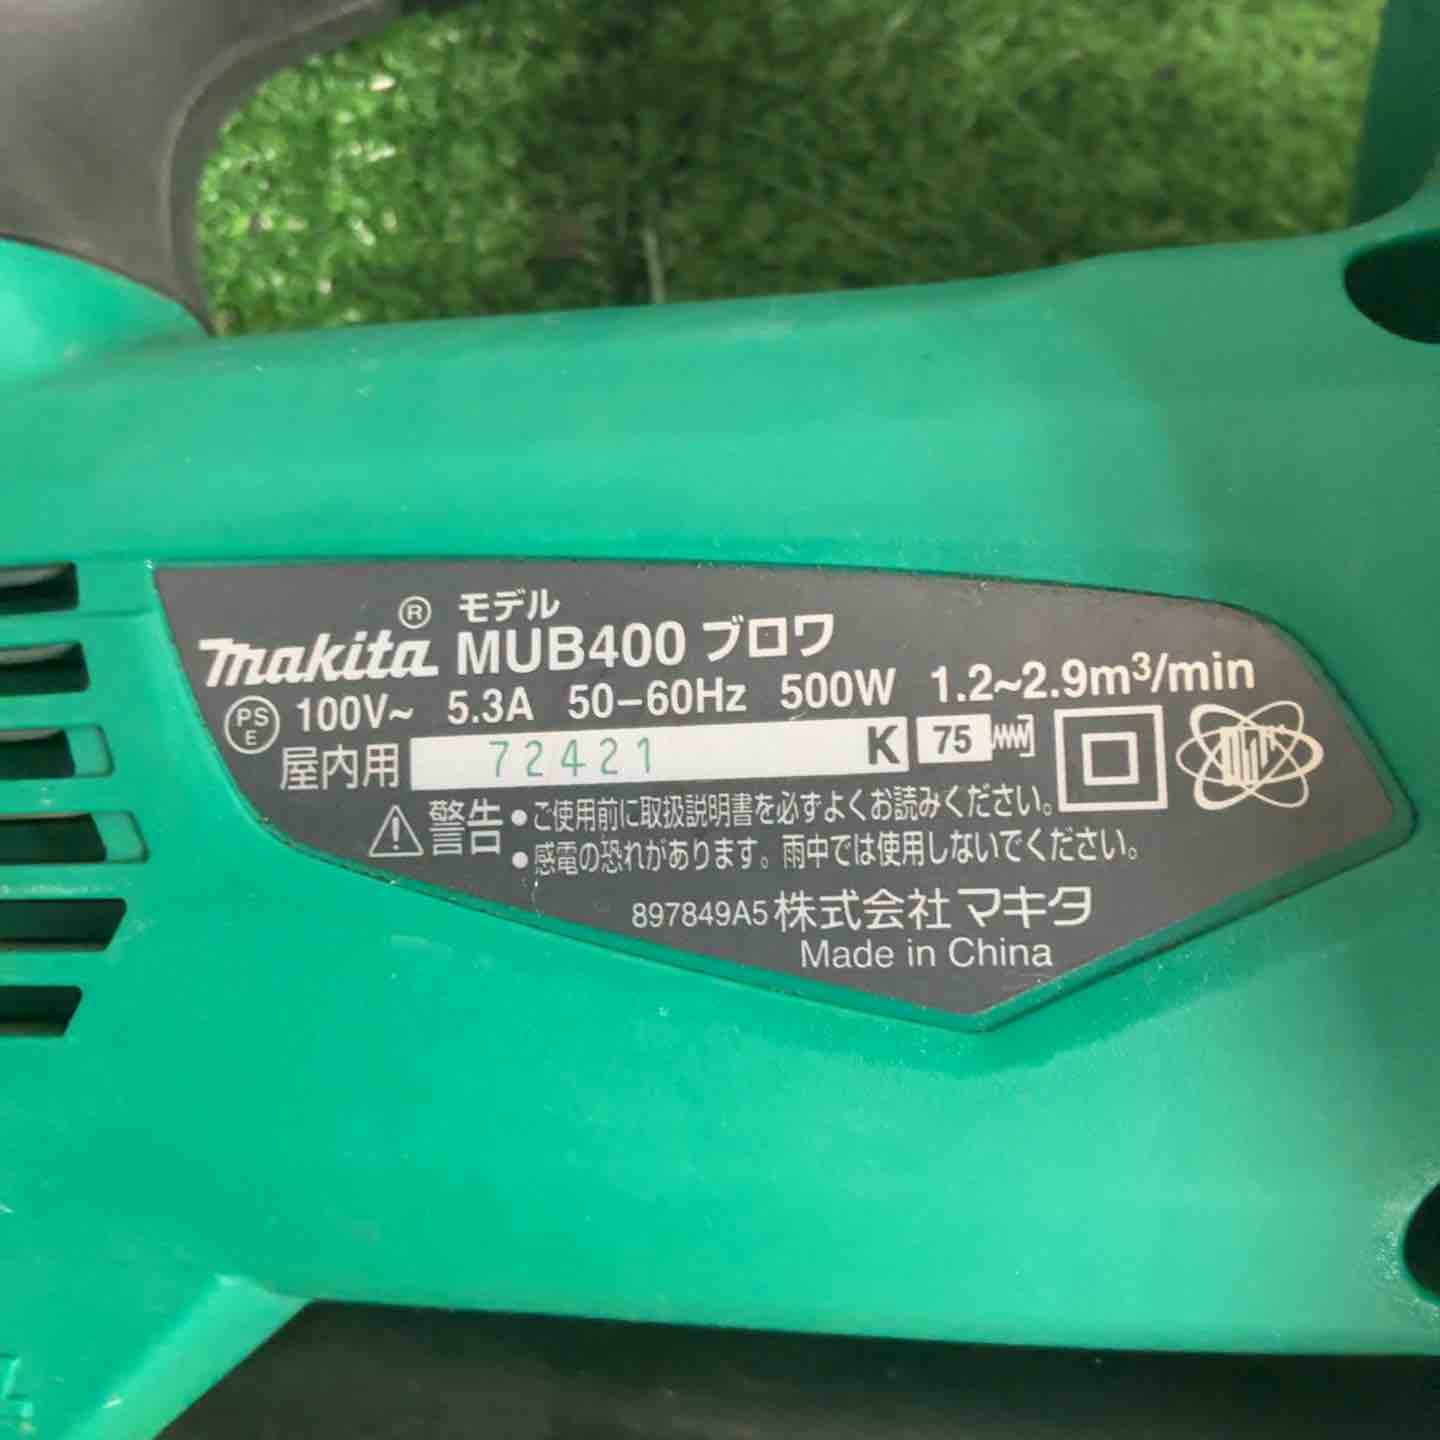 makita® モデル
MUB400 ブロワ
PSE 100V~ 5.3A 50-60Hz 500W 1.2~2.9m³/min
屋内用 72421 K 75
警告 ●ご使用前に取扱説明書を必ずよくお読みください。
●感電の恐れがあります。雨中では使用しないでください。
897849A5 株式会社マキタ
Made in China